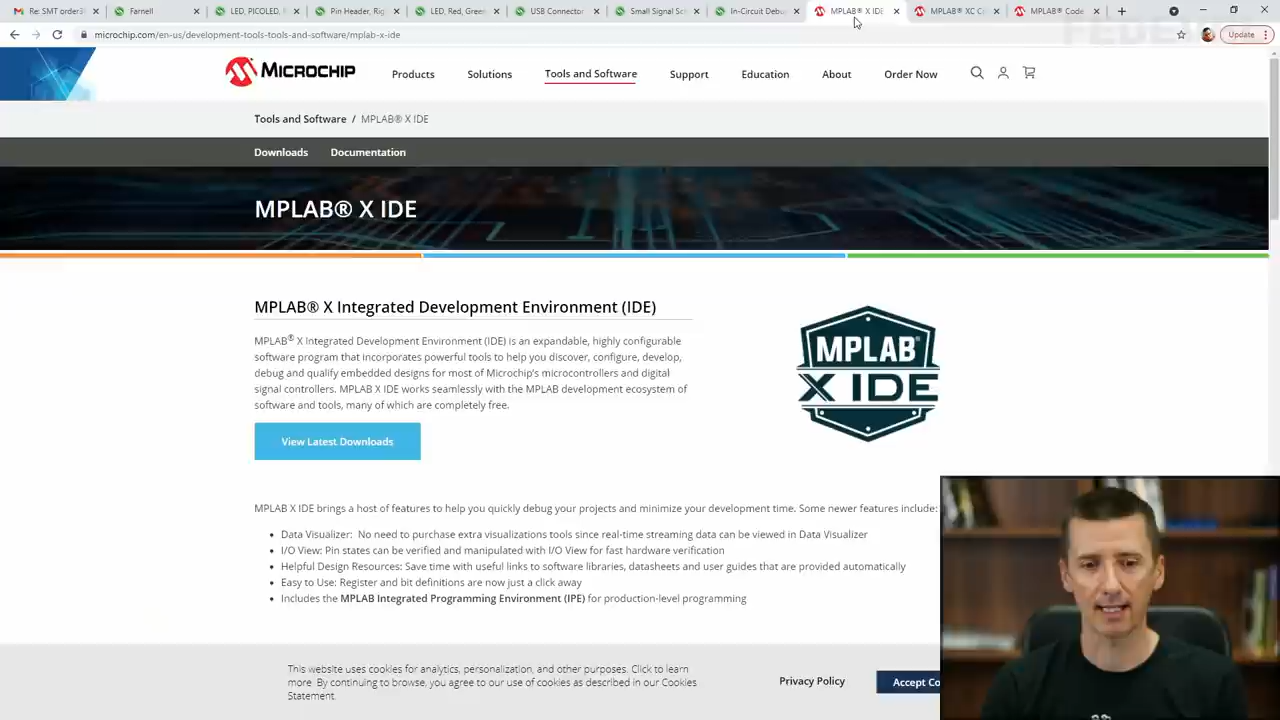 Re: SMT order3
Farnell
LED, PICOLED,
Pin Header, Rig
LED, Red, Green
USB Connector
Small Signal Sc
In-Circuit Debu
MPLAB® X IDE
MPLAB® XC C
MPLAB® Code
microchip.com/en-us/development-tools-tools-and-software/mplab-x-ide
Update
MICROCHIP
Products
Solutions
Tools and Software
Support
Education
About
Order Now
Tools and Software / MPLAB® X IDE
Downloads
Documentation
MPLAB® X IDE
MPLAB® X Integrated Development Environment (IDE)
MPLAB® X Integrated Development Environment (IDE) is an expandable, highly configurable
software program that incorporates powerful tools to help you discover, configure, develop,
debug and qualify embedded designs for most of Microchip's microcontrollers and digital
signal controllers. MPLAB X IDE works seamlessly with the MPLAB development ecosystem of
software and tools, many of which are completely free.
MPLAB®
X IDE
View Latest Downloads
MPLAB X IDE brings a host of features to help you quickly debug your projects and minimize your development time. Some newer features include:
• Data Visualizer: No need to purchase extra visualizations tools since real-time streaming data can be viewed in Data Visualizer
• I/O View: Pin states can be verified and manipulated with I/O View for fast hardware verification
• Helpful Design Resources: Save time with useful links to software libraries, datasheets and user guides that are provided automatically
• Easy to Use: Register and bit definitions are now just a click away
• Includes the MPLAB Integrated Programming Environment (IPE) for production-level programming
This website uses cookies for analytics, personalization, and other purposes. Click to learn
more. By continuing to browse, you agree to our use of cookies as described in our Cookies
Statement.
Privacy Policy
Accept Co